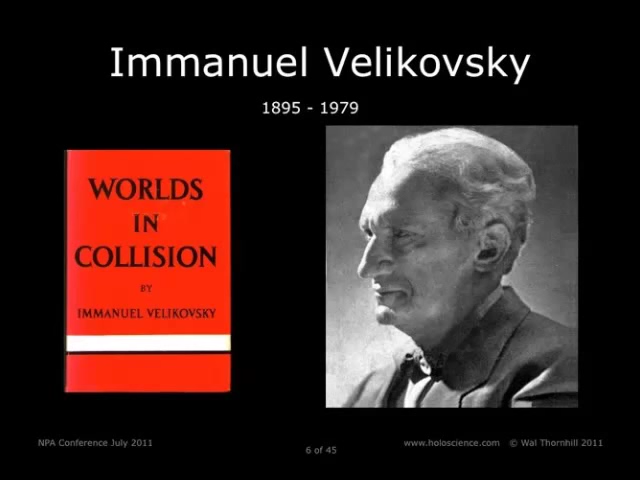 Immanuel Velikovsky
1895 - 1979
WORLDS
IN
COLLISION
BY
IMMANUEL VELIKOVSKY
NPA Conference July 2011
6 of 45
www.holoscience.com © Wal Thornhill 2011